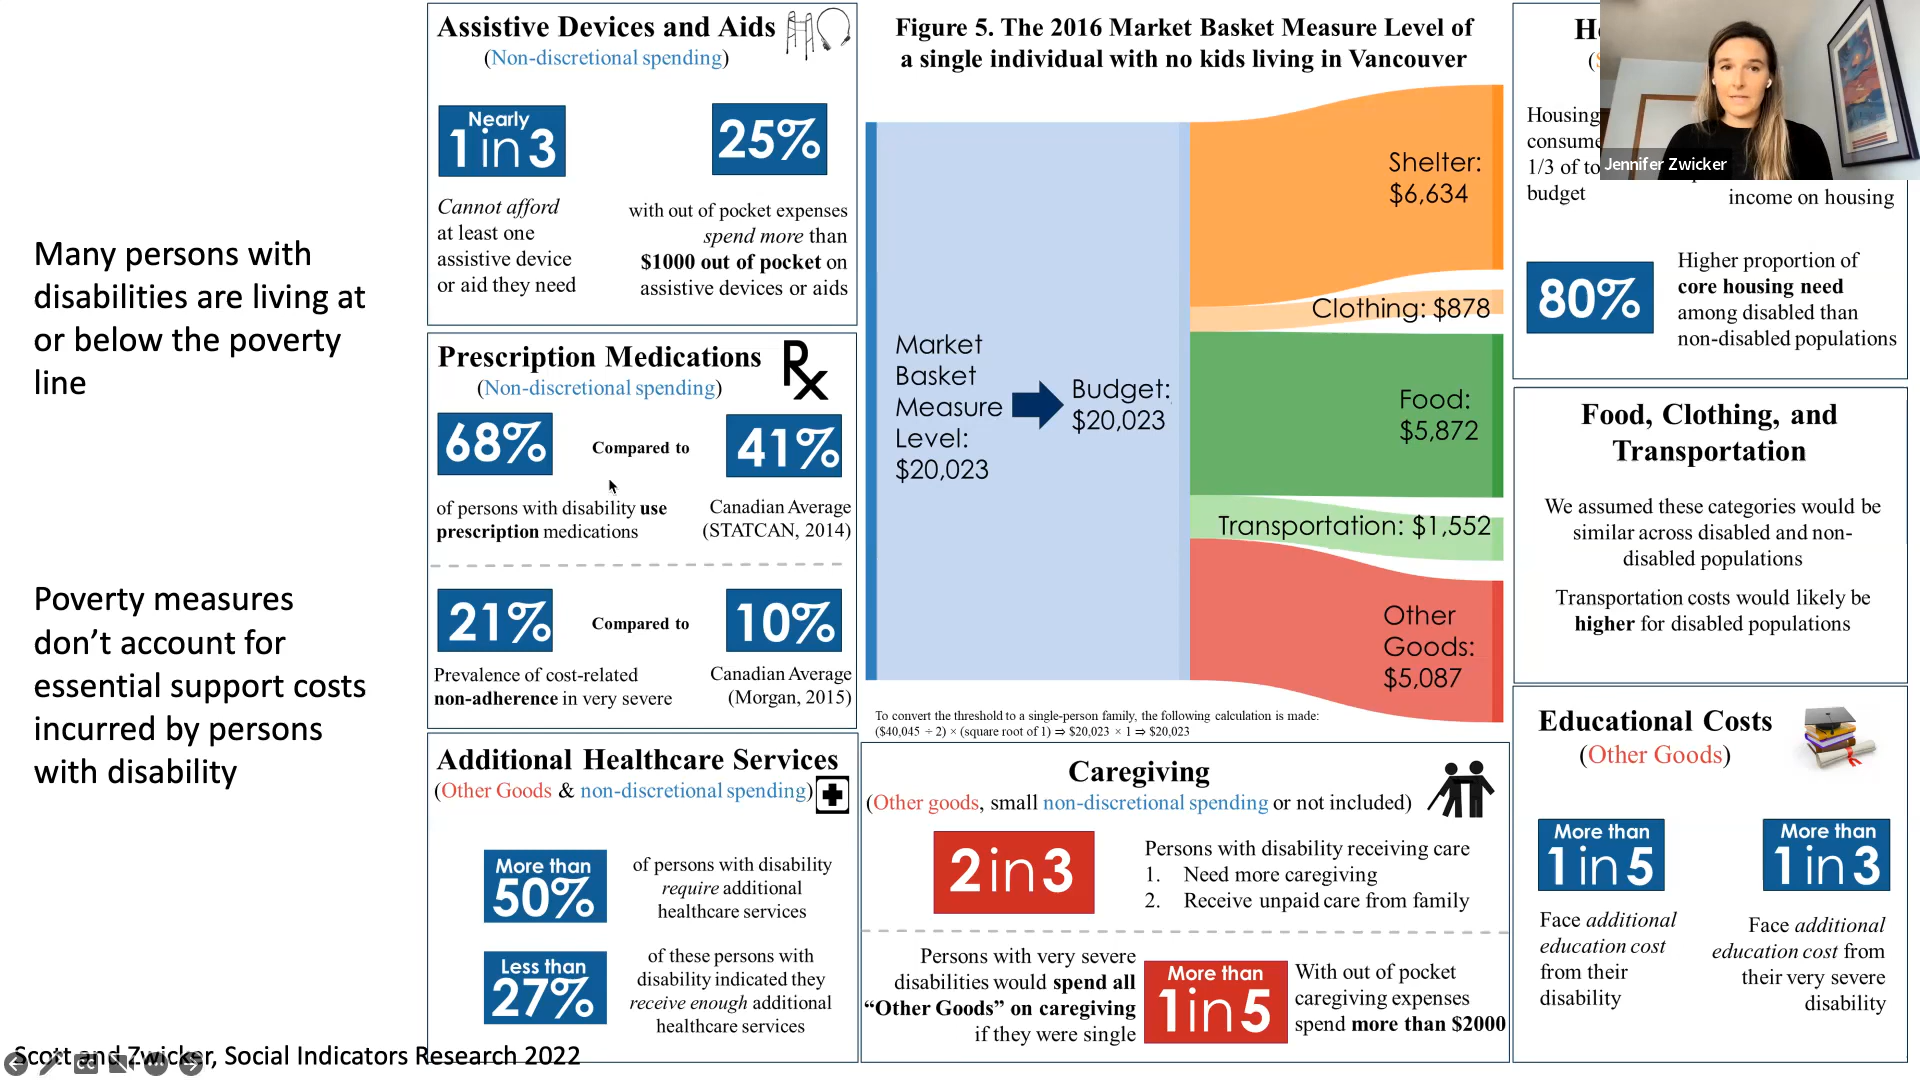 Many persons with
disabilities are living at
or below the poverty
line
Poverty measures
don’t account for
essential support costs
incurred by persons
with disability
Assistive Devices and Aids
(Non-discretional spending)
Nearly
1 in 3
Cannot afford
at least one
assistive device
or aid they need
25%
with out of pocket expenses
spend more than
$1000 out of pocket on
assistive devices or aids
Prescription Medications
(Non-discretional spending)
Rx
68%
Compared to
41%
of persons with disability use
prescription medications
Canadian Average
(STATCAN, 2014)
21%
Compared to
10%
Prevalence of cost-related
non-adherence in very severe
Canadian Average
(Morgan, 2015)
Additional Healthcare Services
(Other Goods & non-discretional spending)
More than
50%
of persons with disability
require additional
healthcare services
Less than
27%
of these persons with
disability indicated they
receive enough additional
healthcare services
Figure 5. The 2016 Market Basket Measure Level of
a single individual with no kids living in Vancouver
Market
Basket
Measure
Level:
$20,023
Budget:
$20,023
Shelter:
$6,634
Clothing: $878
Food:
$5,872
Transportation: $1,552
Other
Goods:
$5,087
To convert the threshold to a single-person family, the following calculation is made:
($40,045 ÷ 2) × (square root of 1) ⇒ $20,023 × 1 ⇒ $20,023
Caregiving
(Other goods, small non-discretional spending or not included)
2 in 3
Persons with disability receiving care
1. Need more caregiving
2. Receive unpaid care from family
Persons with very severe
disabilities would spend all
“Other Goods” on caregiving
if they were single
More than
1 in 5
With out of pocket
caregiving expenses
spend more than $2000
Housing
consume
1/3 of to
budget
income on housing
80%
Higher proportion of
core housing need
among disabled than
non-disabled populations
Food, Clothing, and
Transportation
We assumed these categories would be
similar across disabled and non-
disabled populations
Transportation costs would likely be
higher for disabled populations
Educational Costs
(Other Goods)
More than
1 in 5
Face additional
education cost
from their
disability
More than
1 in 3
Face additional
education cost from
their very severe
disability
Jennifer Zwicker
Scott and Zwicker, Social Indicators Research 2022
CC